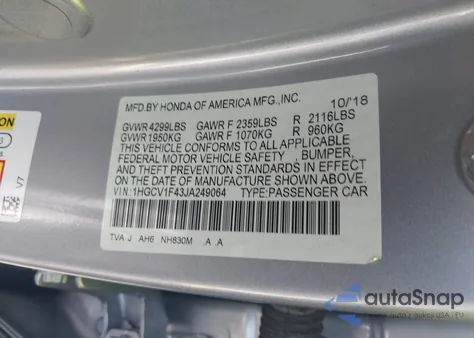 MFD.BY HONDA OF AMERICA MFG.,INC. 10/'18
GVWR 4299LBS GAWR F 2359LBS R 2116LBS
GVWR 1950KG GAWR F 1070KG R 960KG
THIS VEHICLE CONFORMS TO ALL APPLICABLE
FEDERAL MOTOR VEHICLE SAFETY , BUMPER,
AND THEFT PREVENTION STANDARDS IN EFFECT
ON THE DATE OF MANUFACTURE SHOWN ABOVE.
VIN:1HGCV1F43JA249064 TYPE:PASSENGER CAR
TVA J AH6 NH830M .A .A
V7
autoSnap